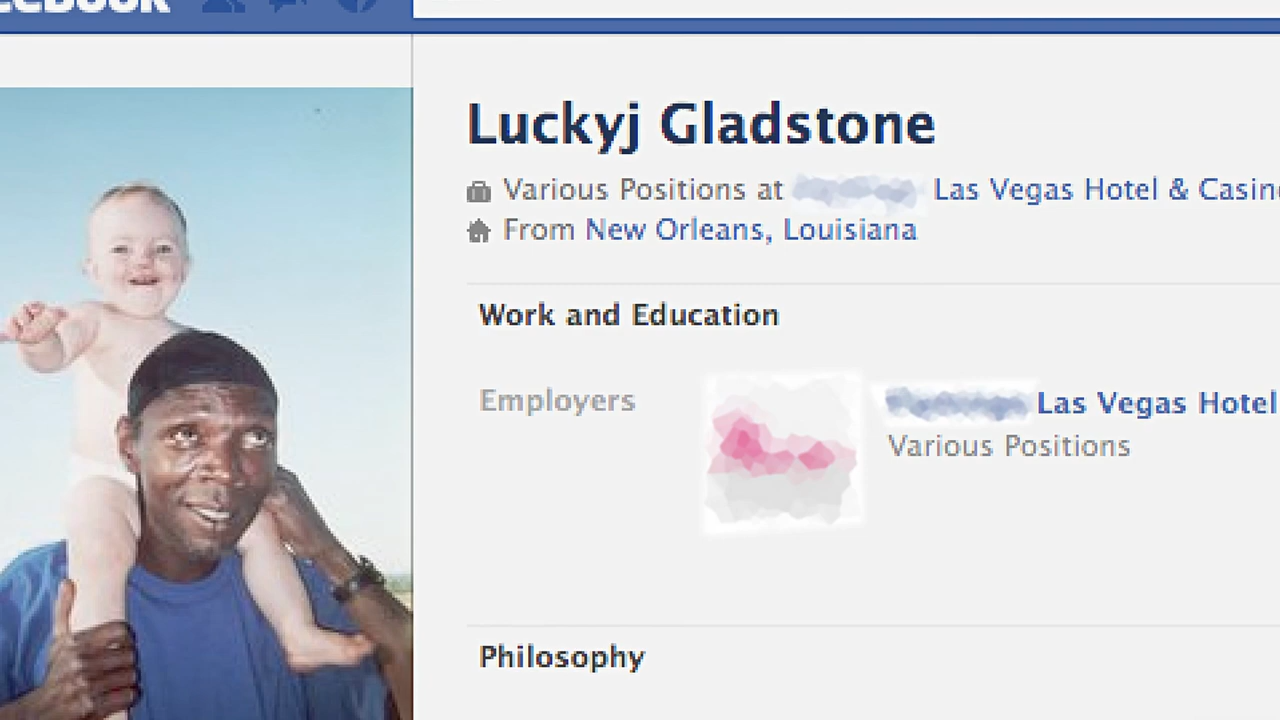 Luckyj Gladstone
Various Positions at Las Vegas Hotel &
From New Orleans, Louisiana
Work and Education
Employers
Las Vegas Hotel
Various Positions
Philosophy